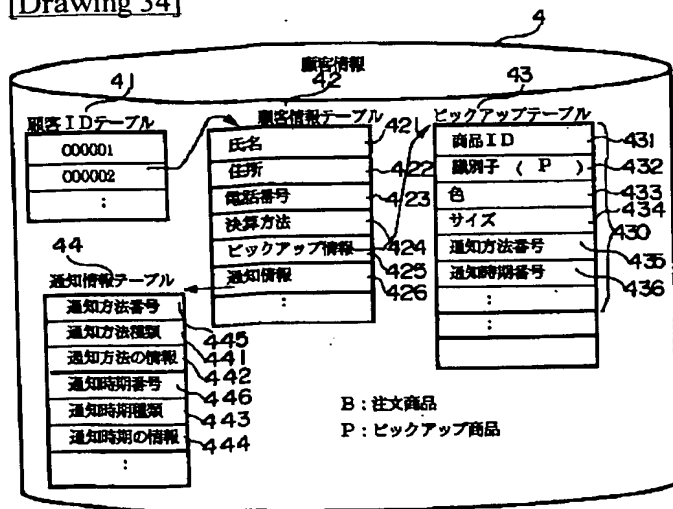 [Drawing 34]
4
顧客情報
41
42
43
顧客IDテーブル
000001
000002
:
顧客情報テーブル
氏名
421
住所
422
電話番号
423
決算方法
424
ピックアップ情報
425
通知情報
426
:
ピックアップテーブル
商品ID
431
識別子 ( P )
432
色
433
サイズ
434
430
通知方法番号
435
通知時期番号
436
:
:
44
通知情報テーブル
通知方法番号
445
通知方法種類
441
通知方法の情報
442
通知時期番号
446
通知時期種類
443
通知時期の情報
444
:
B:注文商品
P:ピックアップ商品